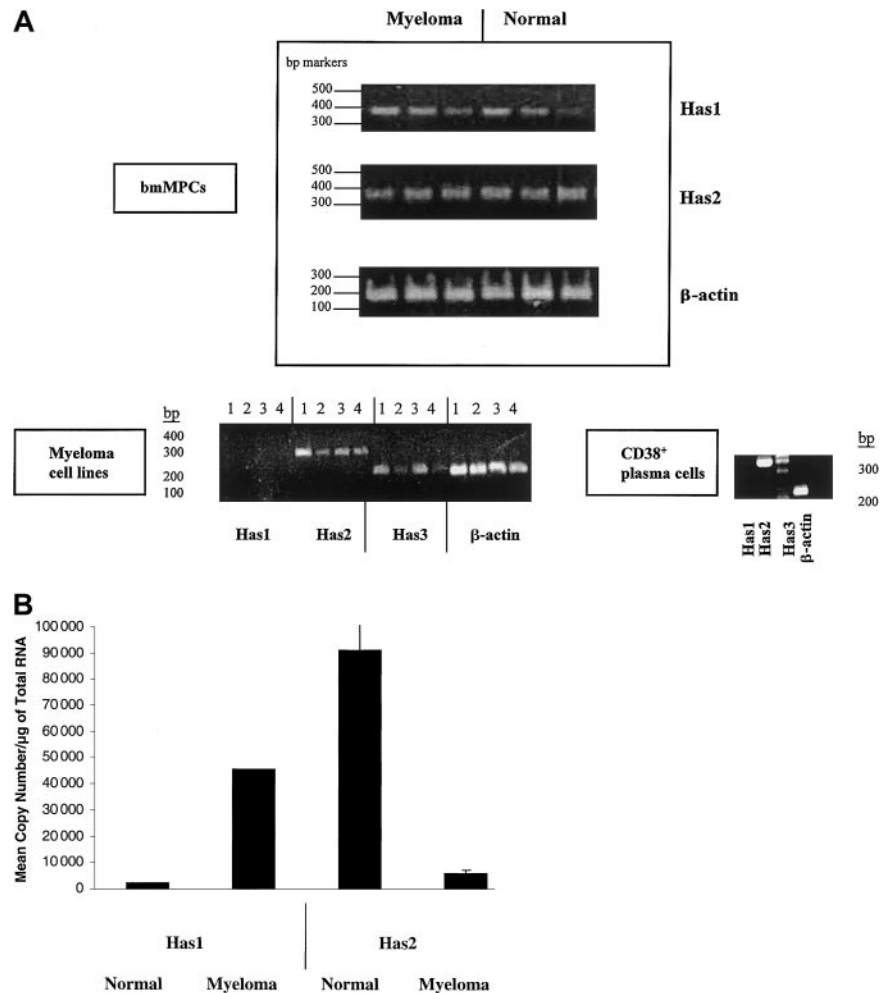 A
Myeloma Normal
bp markers
500
400
300
Has1
bmMPCs
500
400
300
Has2
300
200
100
β-actin
Myeloma
cell lines
bp
400
300
200
100
1 2 3 4 1 2 3 4 1 2 3 4 1 2 3 4
Has1 Has2 Has3 β-actin
CD38+
plasma cells
bp
300
200
Has1
Has2
Has3
β-actin
B
Mean Copy Number/µg of Total RNA
100 000
90 000
80 000
70 000
60 000
50 000
40 000
30 000
20 000
10 000
0
Has1 Has2
Normal Myeloma Normal Myeloma